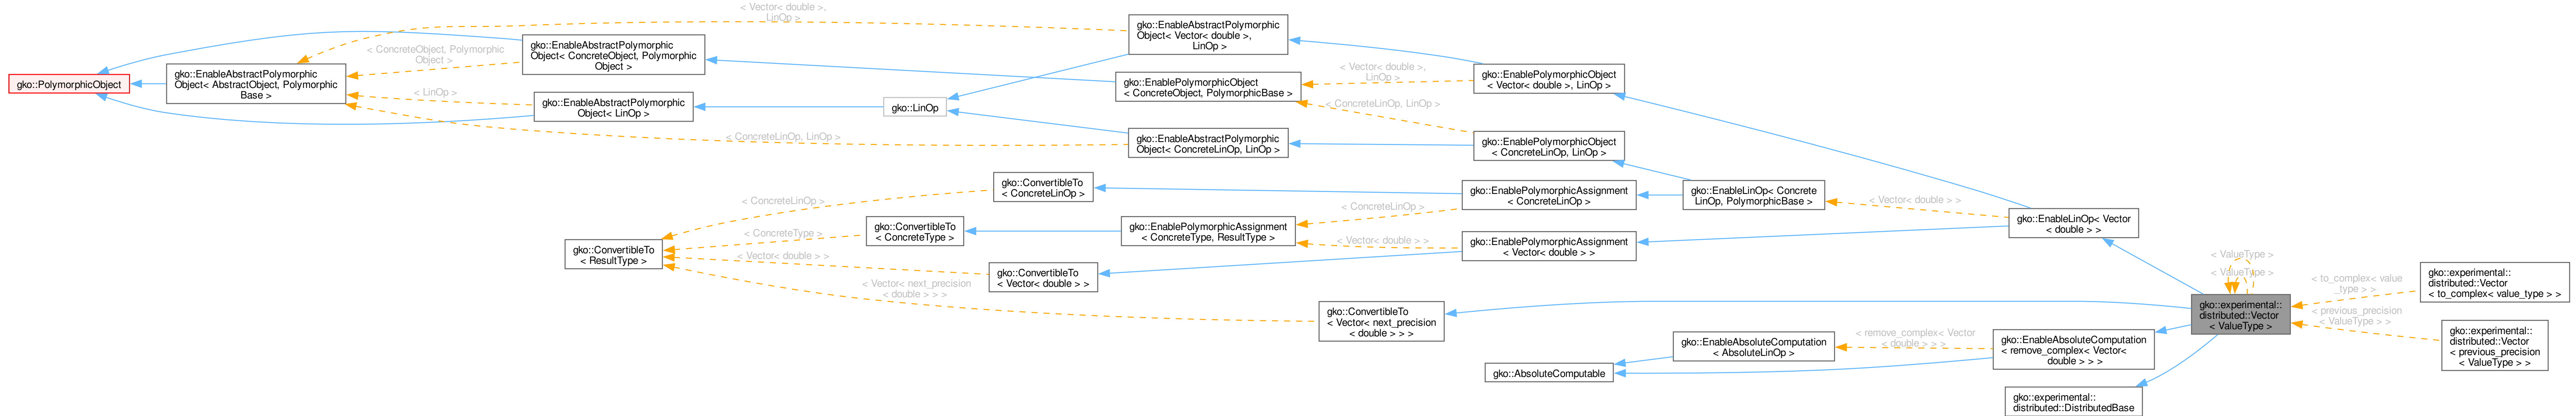 gko::PolymorphicObject
gko::EnableAbstractPolymorphic
Object< AbstractObject, Polymorphic
Base >
< Vector< double >,
LinOp >
< ConcreteObject, Polymorphic
Object >
< LinOp >
< ConcreteLinOp, LinOp >
gko::EnableAbstractPolymorphic
Object< ConcreteObject, Polymorphic
Object >
gko::EnableAbstractPolymorphic
Object< LinOp >
gko::LinOp
gko::EnableAbstractPolymorphic
Object< Vector< double >,
LinOp >
gko::EnablePolymorphicObject
< ConcreteObject, PolymorphicBase >
gko::EnableAbstractPolymorphic
Object< ConcreteLinOp, LinOp >
< Vector< double >,
LinOp >
< ConcreteLinOp, LinOp >
gko::EnablePolymorphicObject
< Vector< double >, LinOp >
gko::EnablePolymorphicObject
< ConcreteLinOp, LinOp >
gko::ConvertibleTo
< ResultType >
< ConcreteLinOp >
< ConcreteType >
< Vector< double > >
< Vector< next_precision
< double > > >
gko::ConvertibleTo
< ConcreteLinOp >
gko::ConvertibleTo
< ConcreteType >
gko::ConvertibleTo
< Vector< double > >
gko::EnablePolymorphicAssignment
< ConcreteType, ResultType >
< ConcreteLinOp >
< Vector< double > >
gko::EnablePolymorphicAssignment
< ConcreteLinOp >
gko::EnablePolymorphicAssignment
< Vector< double > >
gko::EnableLinOp< Concrete
LinOp, PolymorphicBase >
< Vector< double > >
gko::EnableLinOp< Vector
< double > >
gko::ConvertibleTo
< Vector< next_precision
< double > > >
gko::AbsoluteComputable
gko::EnableAbsoluteComputation
< AbsoluteLinOp >
< remove_complex< Vector
< double > > >
gko::EnableAbsoluteComputation
< remove_complex< Vector<
double > > >
gko::experimental::
distributed::DistributedBase
< ValueType >
< ValueType >
gko::experimental::
distributed::Vector
< ValueType >
< to_complex< value
_type > >
< previous_precision
< ValueType > >
gko::experimental::
distributed::Vector
< to_complex< value_type > >
gko::experimental::
distributed::Vector
< previous_precision
< ValueType > >